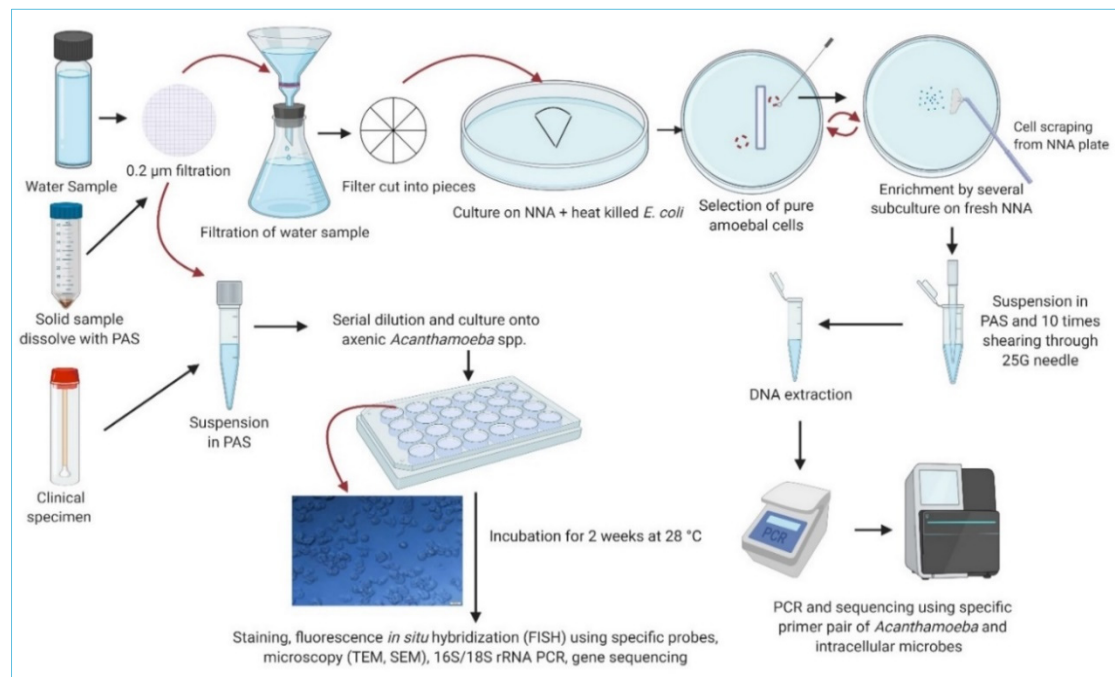 Water Sample
0.2 µm filtration
Filtration of water sample
Filter cut into pieces
Culture on NNA + heat killed E. coli
Selection of pure
amoebal cells
Cell scraping
from NNA plate
Enrichment by several
subculture on fresh NNA
Solid sample
dissolve with PAS
Clinical
specimen
Suspension
in PAS
Serial dilution and culture onto
axenic Acanthamoeba spp.
Incubation for 2 weeks at 28 °C
Staining, fluorescence in situ hybridization (FISH) using specific probes,
microscopy (TEM, SEM), 16S/18S rRNA PCR, gene sequencing
Suspension in
PAS and 10 times
shearing through
25G needle
DNA extraction
PCR
PCR and sequencing using specific
primer pair of Acanthamoeba and
intracellular microbes